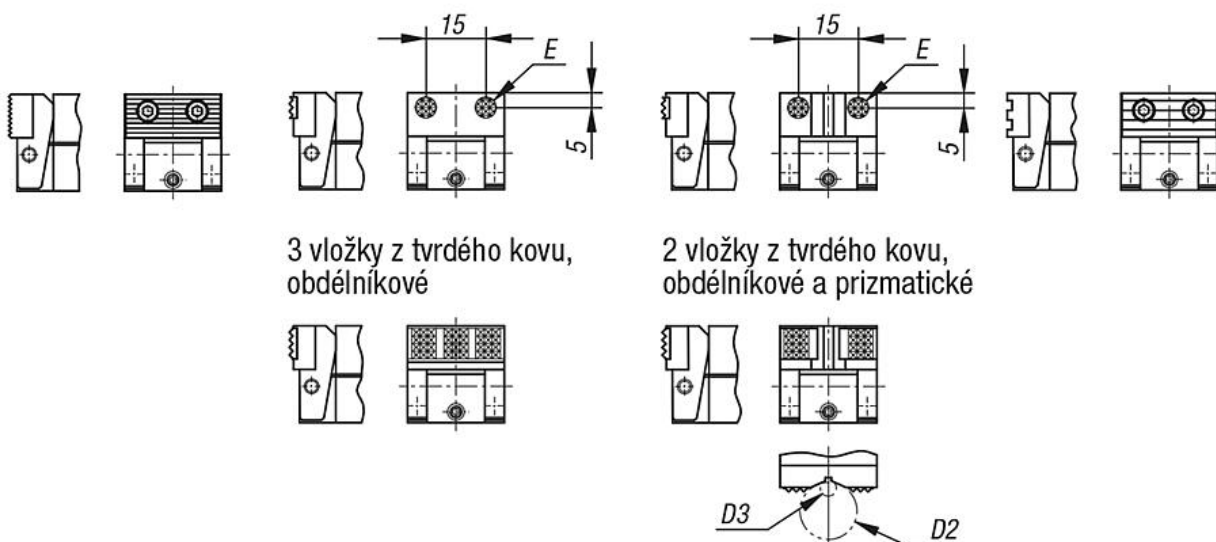 15
E
5
15
E
5
3 vložky z tvrdého kovu,
obdélníkové
2 vložky z tvrdého kovu,
obdélníkové a prizmatické
D3
D2